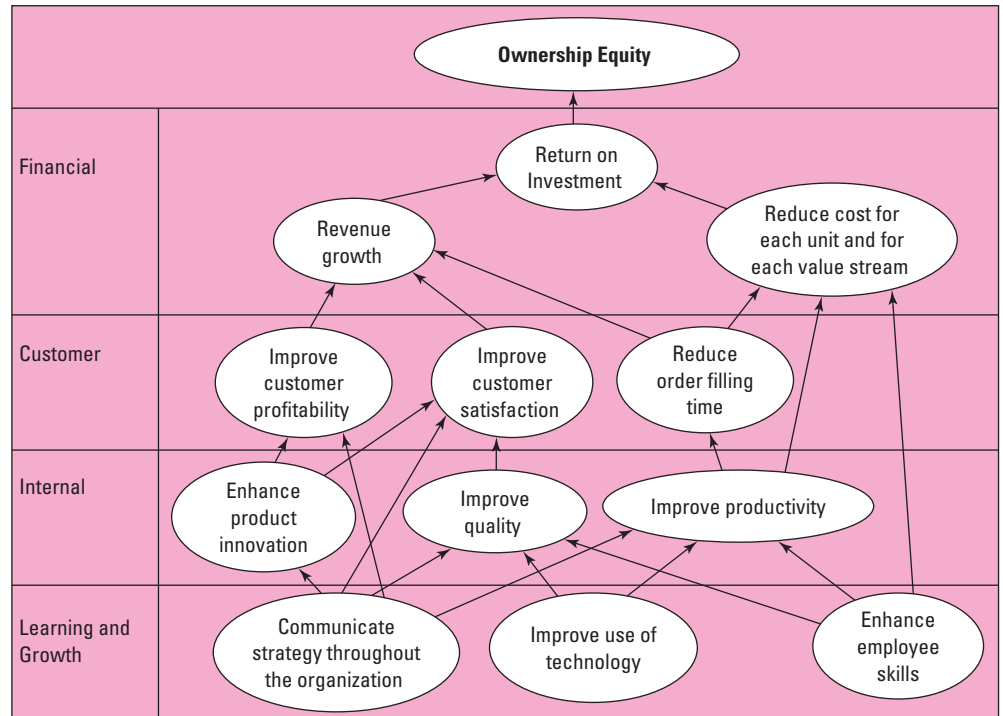 Ownership Equity
Financial
Return on
Investment
Revenue
growth
Reduce cost for
each unit and for
each value stream
Customer
Improve
customer
profitability
Improve
customer
satisfaction
Reduce
order filling
time
Internal
Enhance
product
innovation
Improve
quality
Improve productivity
Learning and
Growth
Communicate
strategy throughout
the organization
Improve use of
technology
Enhance
employee
skills